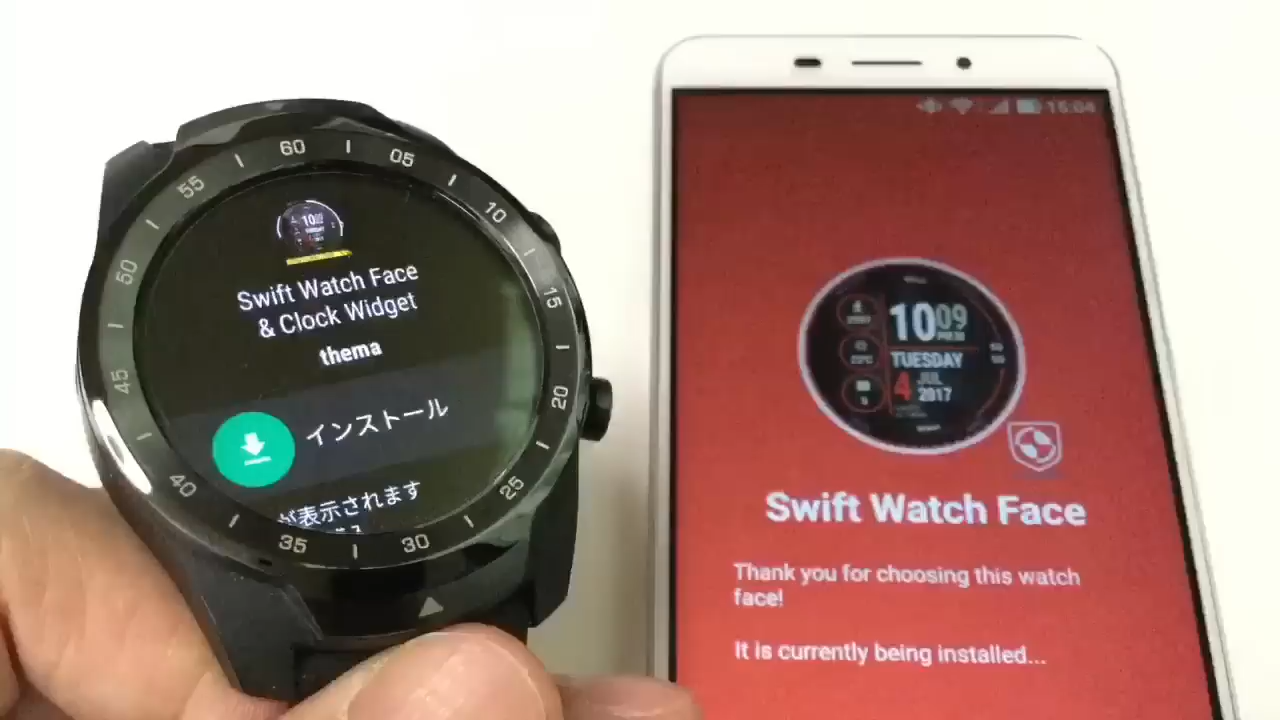 60
05
10
15
20
25
30
35
40
45
50
55
Swift Watch Face
& Clock Widget
thema
インストール
が表示されます
16:04
10 09
TUESDAY
4 JUL
2017
Swift Watch Face
Thank you for choosing this watch
face!
It is currently being installed...